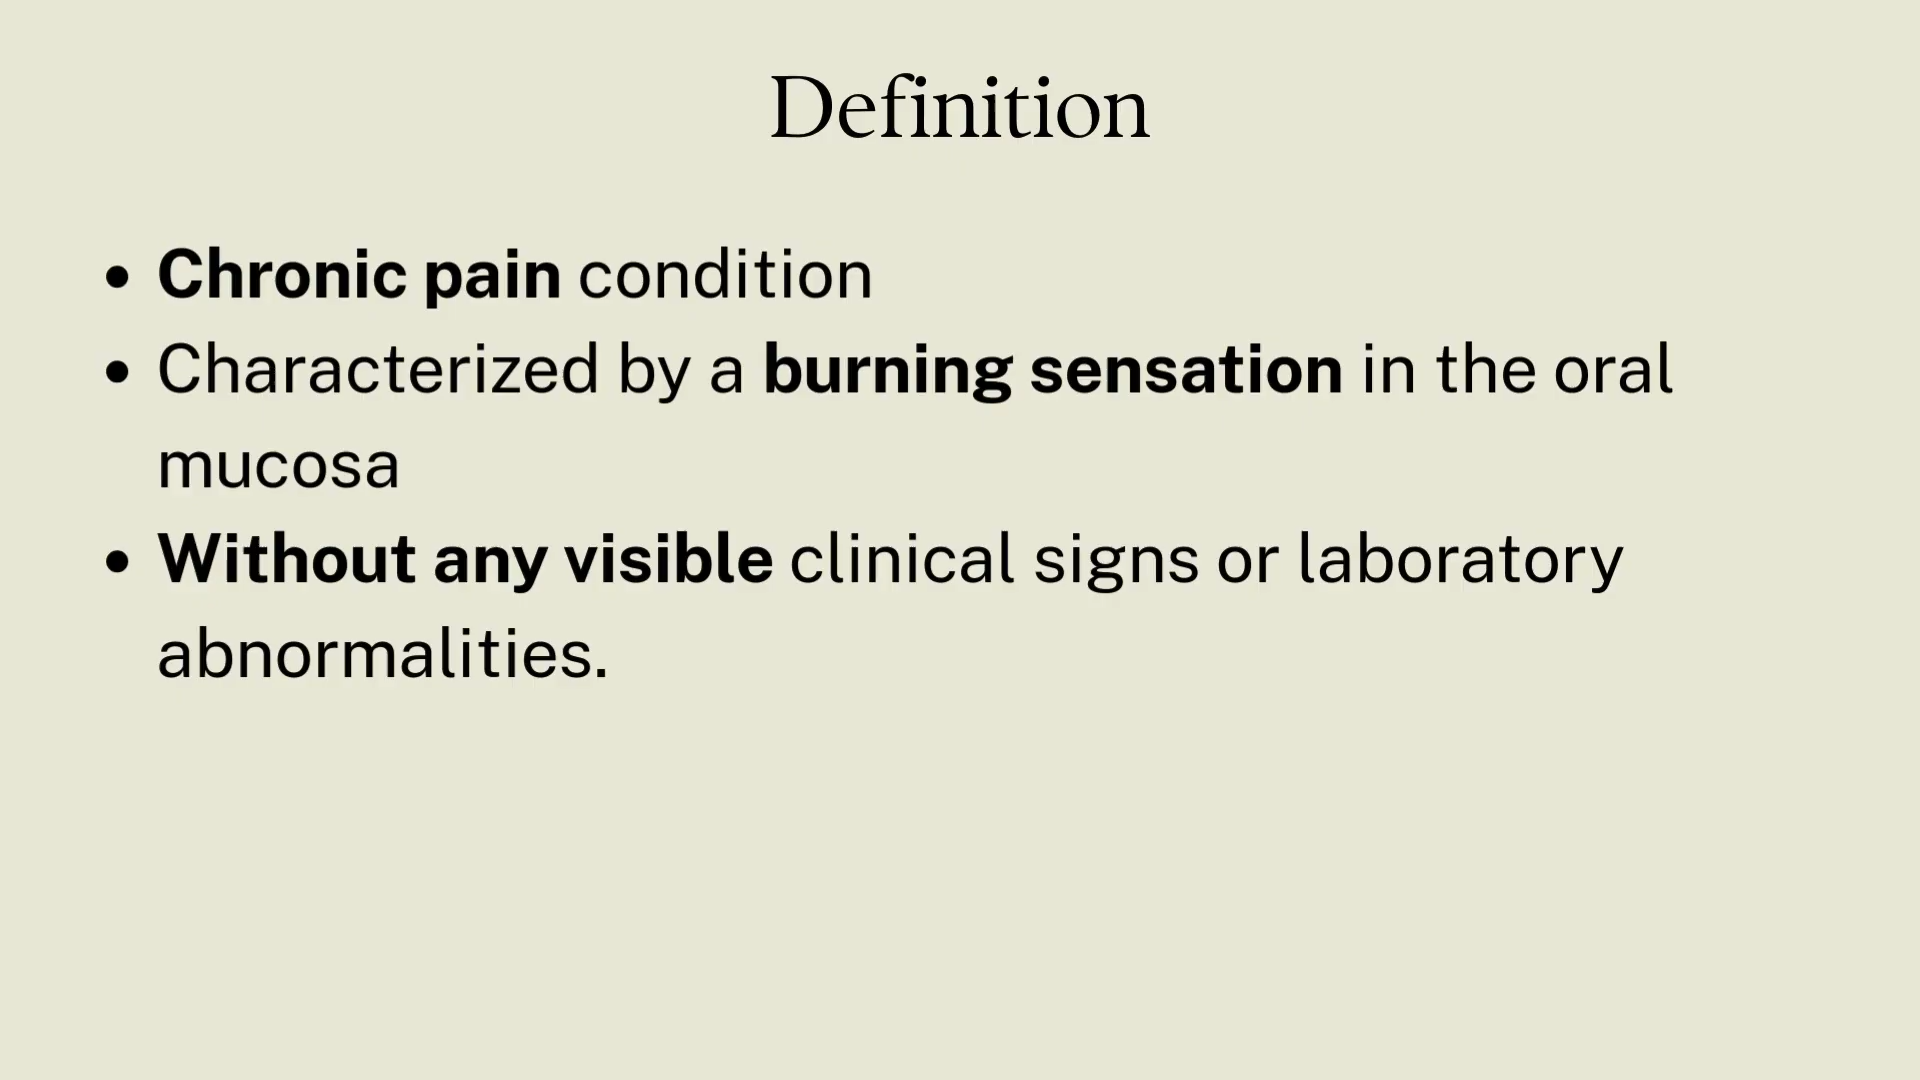 Definition
• Chronic pain condition
• Characterized by a burning sensation in the oral
mucosa
• Without any visible clinical signs or laboratory
abnormalities.